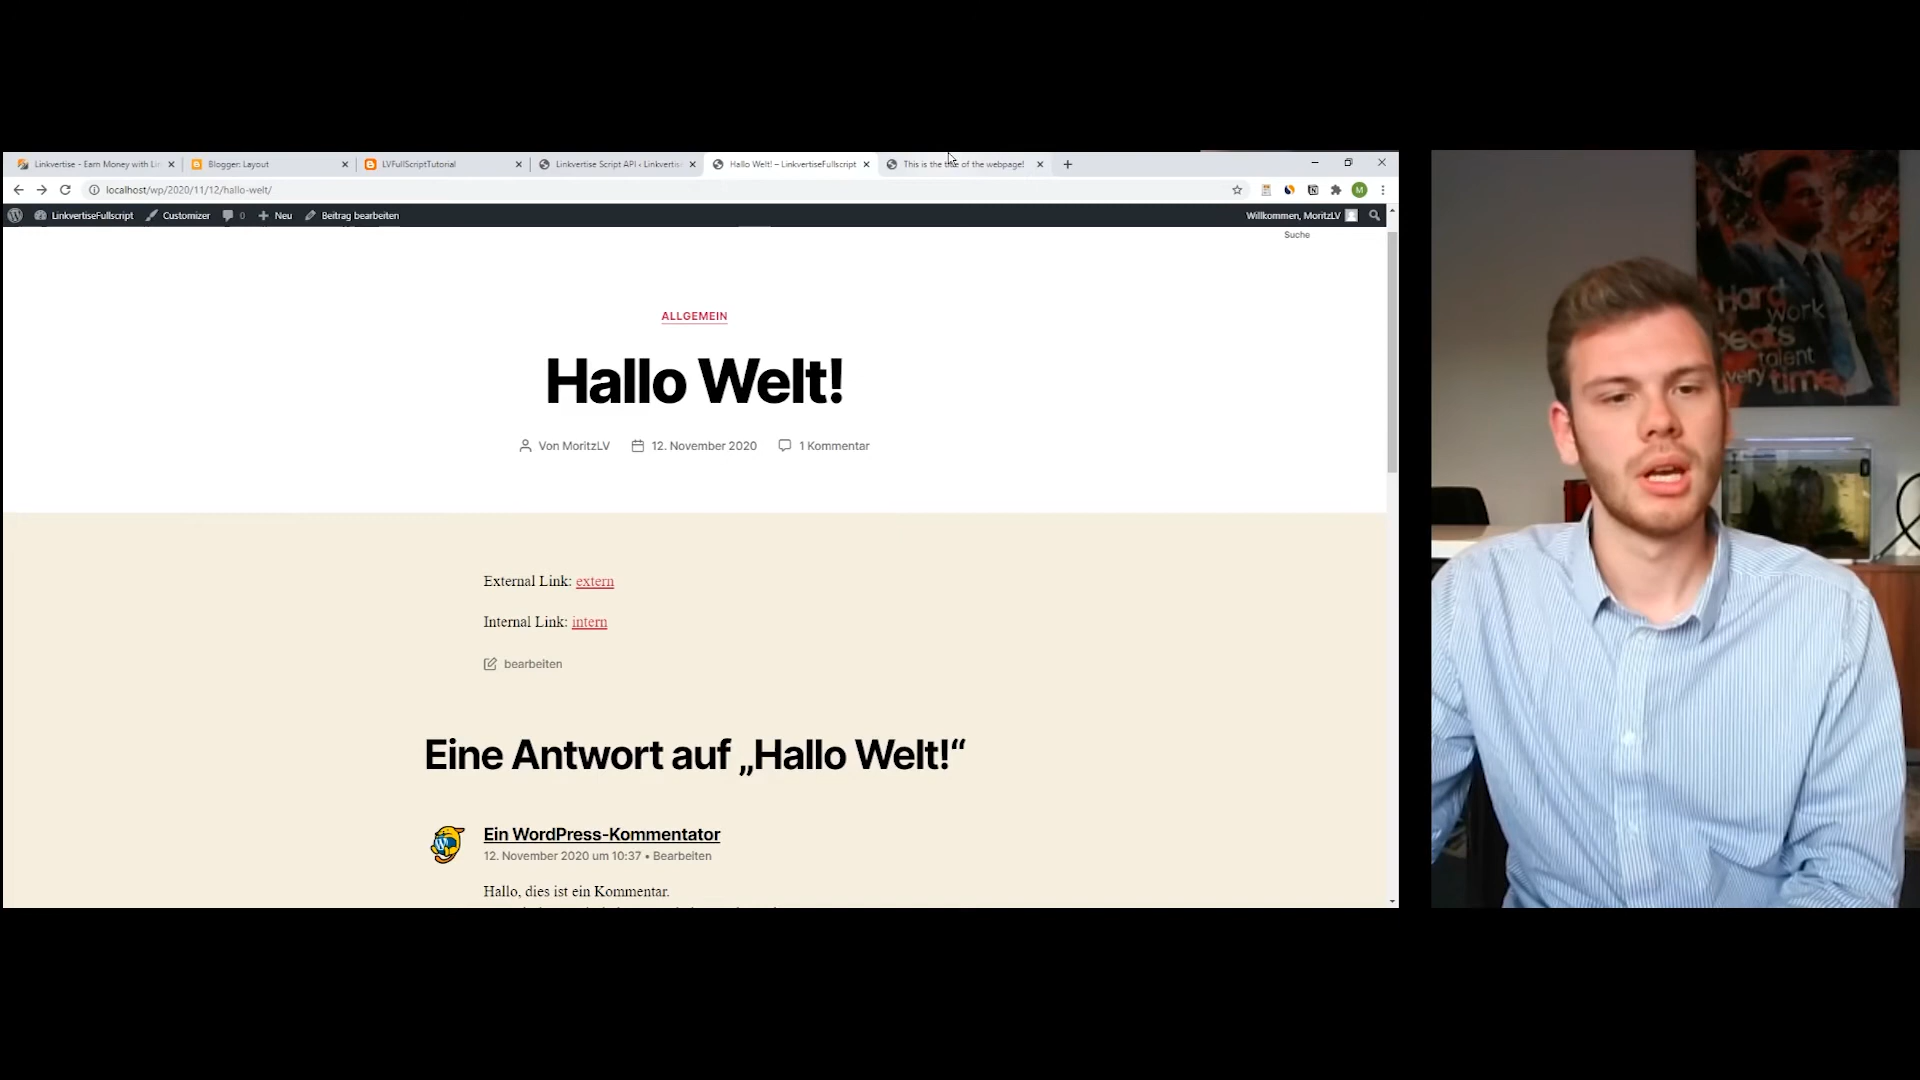 Linkvertise - Earn Money with Lin
Blogger: Layout
LVFullScriptTutorial
Linkvertise Script API ‹ Linkvertis
Hallo Welt! – LinkvertiseFullscript
This is the title of the webpage!
localhost/wp/2020/11/12/hallo-welt/
M
LinkvertiseFullscript
Customizer
0
Neu
Beitrag bearbeiten
Willkommen, MoritzLV
Suche
ALLGEMEIN
Hallo Welt!
Von MoritzLV
12. November 2020
1 Kommentar
External Link: extern
Internal Link: intern
bearbeiten
Eine Antwort auf „Hallo Welt!“
Ein WordPress-Kommentator
12. November 2020 um 10:37 • Bearbeiten
Hallo, dies ist ein Kommentar.
Hard
work
beats
talent
every
time